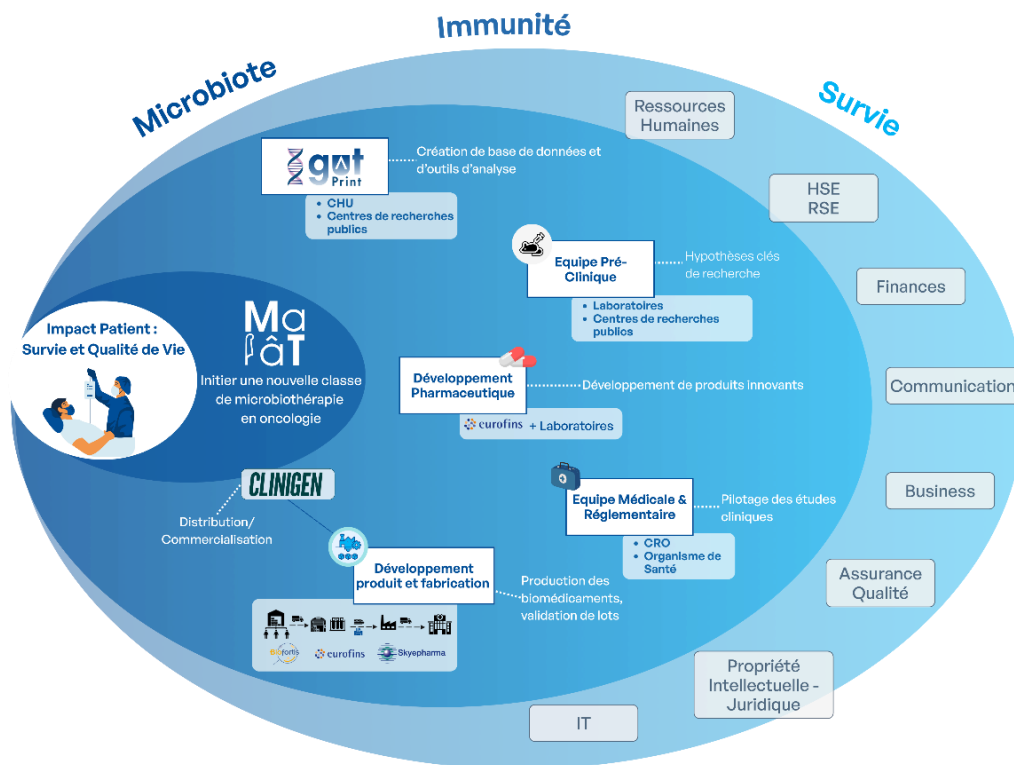 Immunité
Microbiote
Survie
Ressources
Humaines
HSE
RSE
Finances
Communication
Business
Assurance
Qualité
Propriété
Intellectuelle -
Juridique
IT
gut
Print
Création de base de données et
d'outils d'analyse
• CHU
• Centres de recherches
publics
Equipe Pré-
Clinique
Hypothèses clés
de recherche
• Laboratoires
• Centres de recherches
publics
Impact Patient :
Survie et Qualité de Vie
Ma
âT
Initier une nouvelle classe
de microbiothérapie
en oncologie
Développement
Pharmaceutique
Développement de produits innovants
eurofins + Laboratoires
CLINIGEN
Distribution/
Commercialisation
Equipe Médicale &
Réglementaire
Pilotage des études
cliniques
• CRO
• Organisme de
Santé
Développement
produit et fabrication
Production des
biomédicaments,
validation de lots
Biofortis
eurofins
Skyepharma